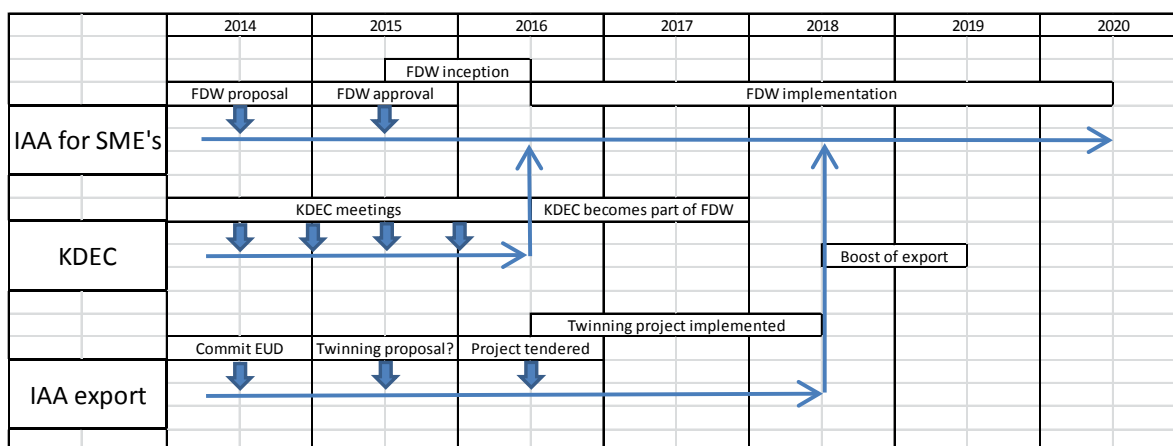 2014 2015 2016 2017 2018 2019 2020
FDW inception
FDW proposal FDW approval FDW implementation
IAA for SME's
KDEC meetings KDEC becomes part of FDW
KDEC
Boost of export
Twinning project implemented
Commit EUD Twinning proposal? Project tendered
IAA export